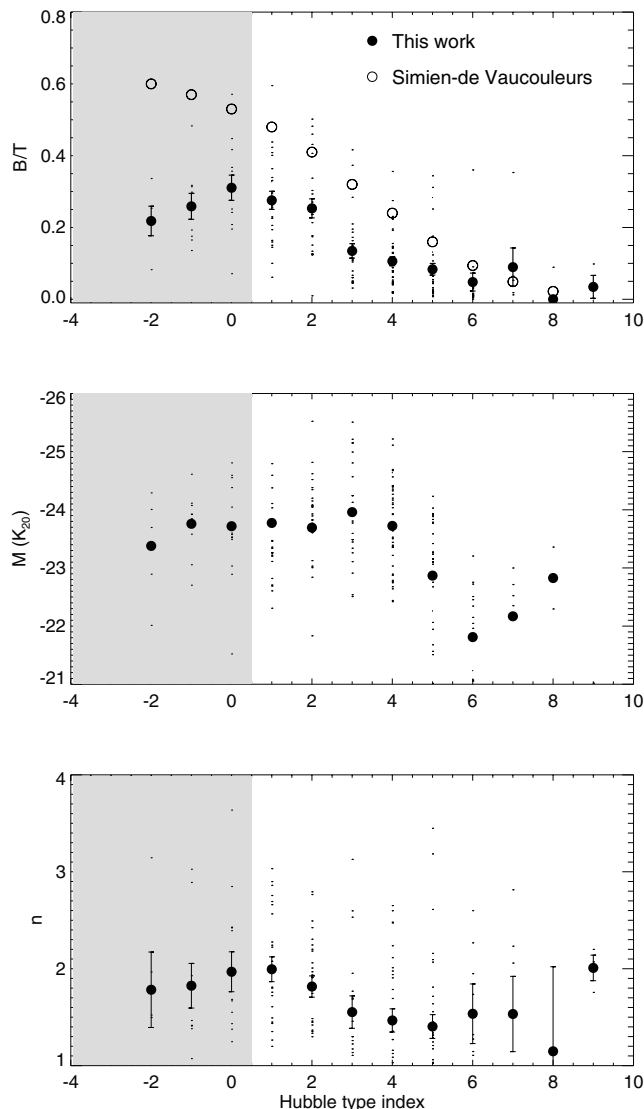 0.8
This work
Simien-de Vaucouleurs
0.6
B/T
0.4
0.2
0.0
-4 -2 0 2 4 6 8 10
-26
-25
-24
M (K20)
-23
-22
-21
-4 -2 0 2 4 6 8 10
4
3
n
2
1
-4 -2 0 2 4 6 8 10
Hubble type index